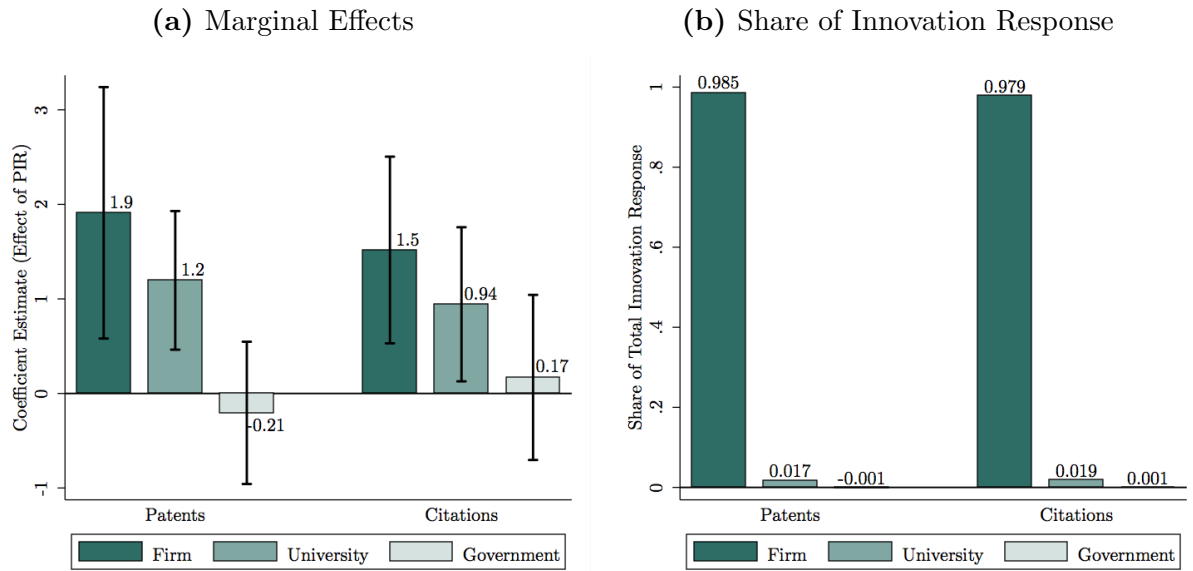 (a) Marginal Effects
Coefficient Estimate (Effect of PIR)
3
2
1
0
-1
1.9
1.2
-0.21
1.5
0.94
0.17
Patents
Citations
Firm University Government
(b) Share of Innovation Response
Share of Total Innovation Response
1
.8
.6
.4
.2
0
0.985
0.017
-0.001
0.979
0.019
0.001
Patents
Citations
Firm University Government